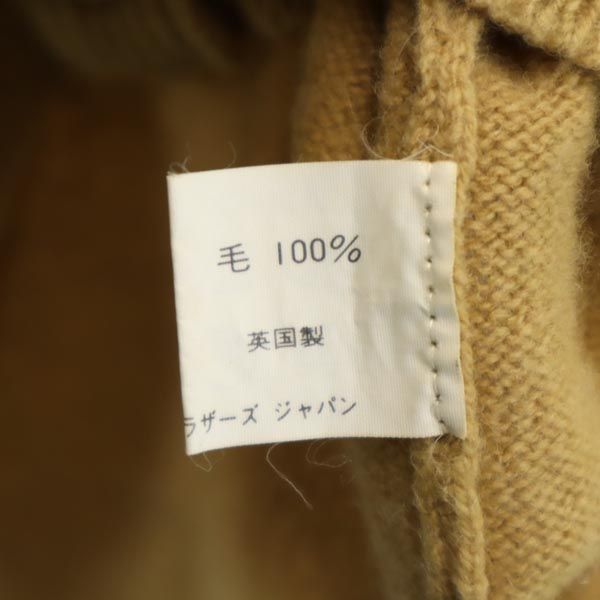 毛 100%
英国製
ラザーズ ジャパン